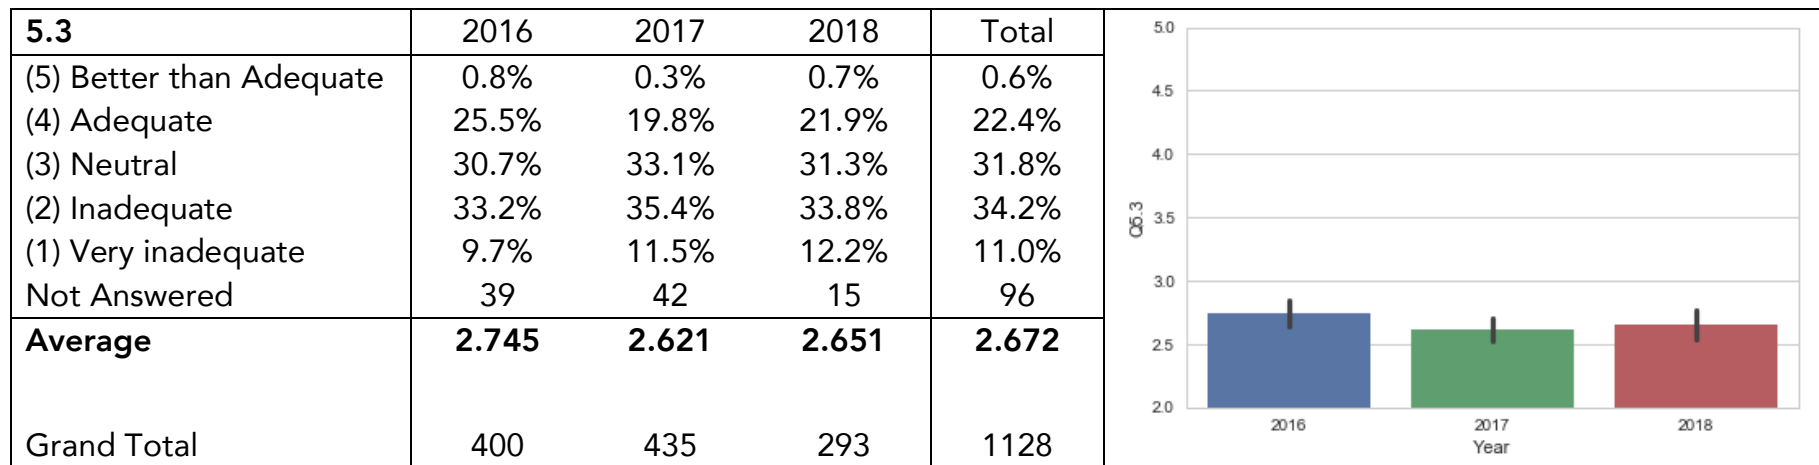 5.3 2016 2017 2018 Total
(5) Better than Adequate 0.8% 0.3% 0.7% 0.6%
(4) Adequate 25.5% 19.8% 21.9% 22.4%
(3) Neutral 30.7% 33.1% 31.3% 31.8%
(2) Inadequate 33.2% 35.4% 33.8% 34.2%
(1) Very inadequate 9.7% 11.5% 12.2% 11.0%
Not Answered 39 42 15 96
Average 2.745 2.621 2.651 2.672
Grand Total 400 435 293 1128
5.0
4.5
4.0
3.5
3.0
2.5
2.0
Q5.3
2016 2017 2018
Year